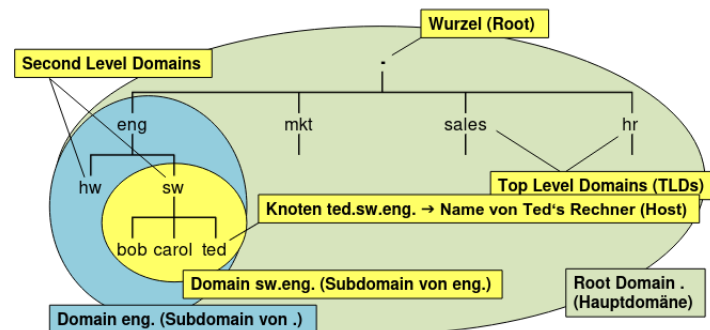 Wurzel (Root)
Second Level Domains
.
eng mkt sales hr
hw sw
Top Level Domains (TLDs)
Knoten ted.sw.eng. → Name von Ted‘s Rechner (Host)
bob carol ted
Domain sw.eng. (Subdomain von eng.)
Root Domain .
(Hauptdomäne)
Domain eng. (Subdomain von .)